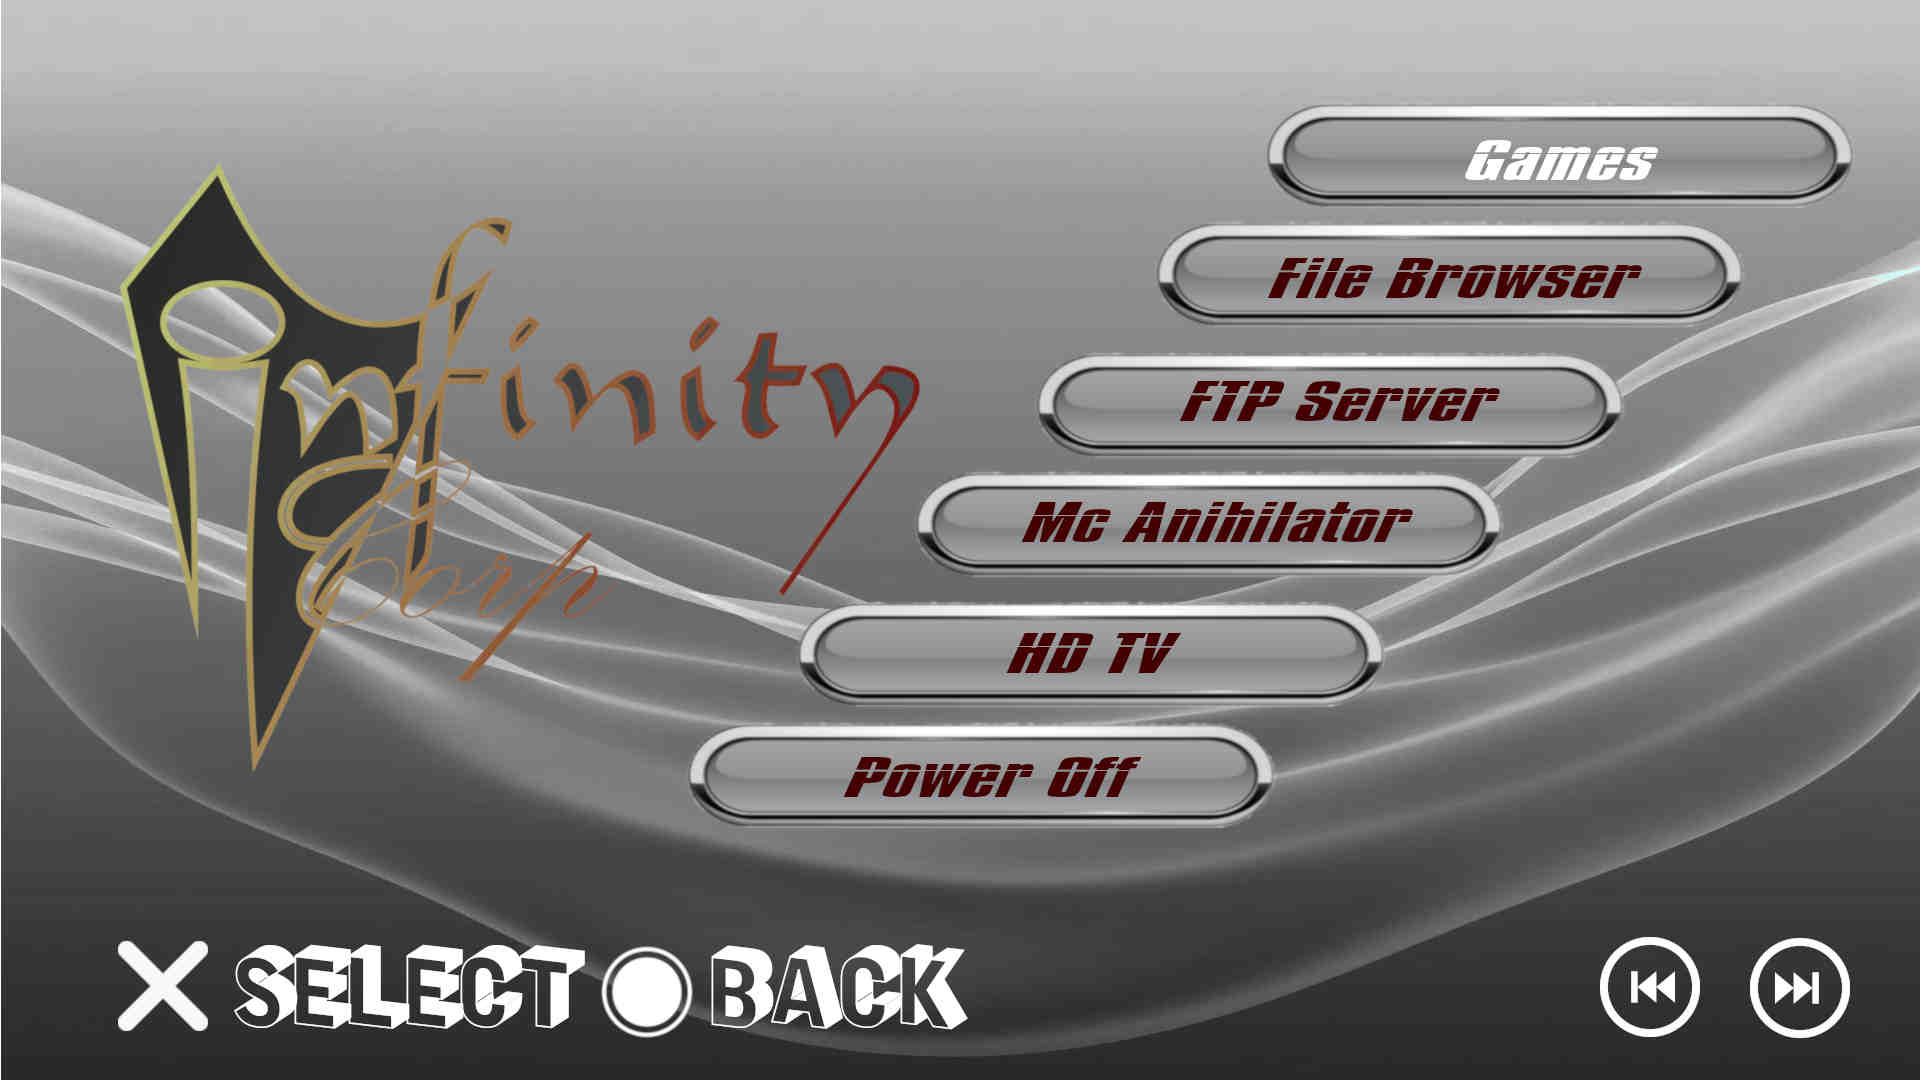 Infinity
Corp
Games
File Browser
FTP Server
Mc Anihilator
HD TV
Power Off
SELECT BACK